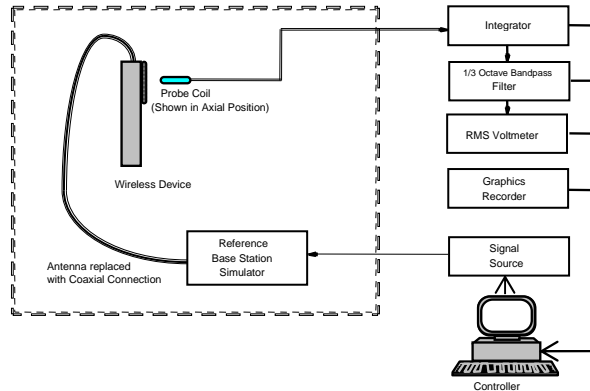 Integrator
1/3 Octave Bandpass
Filter
Probe Coil
(Shown in Axial Position)
RMS Voltmeter
Wireless Device
Graphics
Recorder
Reference
Base Station
Simulator
Signal
Source
Antenna replaced
with Coaxial Connection
Controller